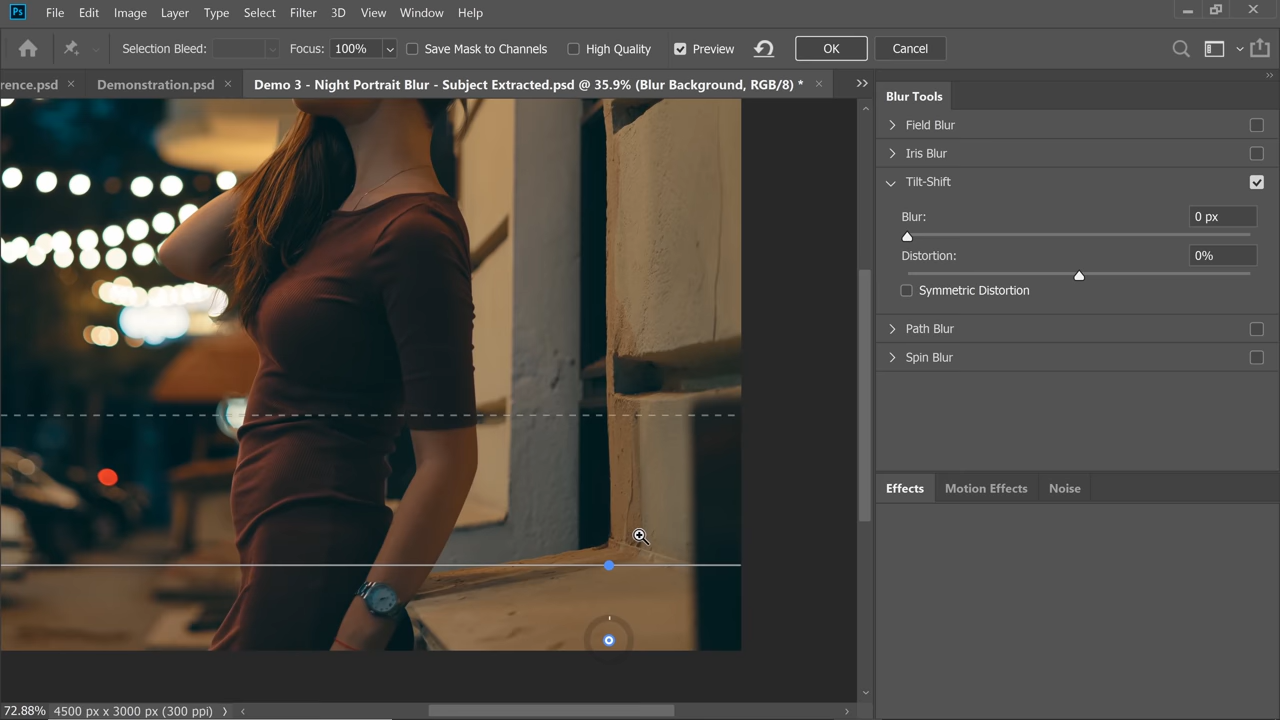 Ps File Edit Image Layer Type Select Filter 3D View Window Help
Selection Bleed: Focus: 100% Save Mask to Channels High Quality Preview OK Cancel
rence.psd × Demonstration.psd × Demo 3 - Night Portrait Blur - Subject Extracted.psd @ 35.9% (Blur Background, RGB/8) * ×
Blur Tools
Field Blur
Iris Blur
Tilt-Shift
Blur: 0 px
Distortion: 0%
Symmetric Distortion
Path Blur
Spin Blur
Effects Motion Effects Noise
72.88% 4500 px x 3000 px (300 ppi)